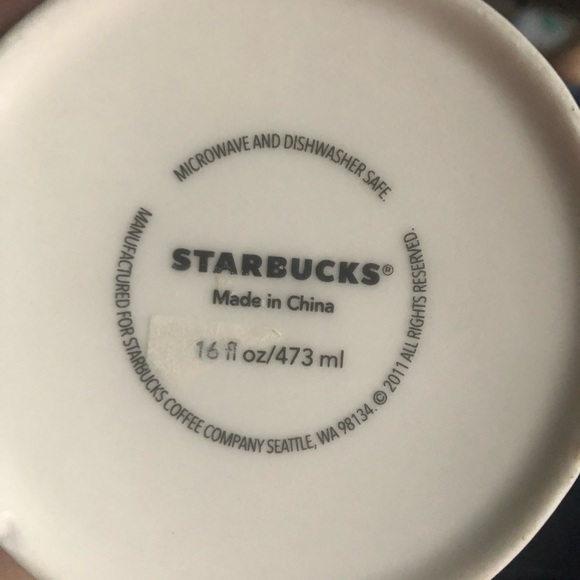 MICROWAVE AND DISHWASHER SAFE.
STARBUCKS®
Made in China
16 fl oz/473 ml
MANUFACTURED FOR STARBUCKS COFFEE COMPANY SEATTLE, WA 98134. © 2011 ALL RIGHTS RESERVED.